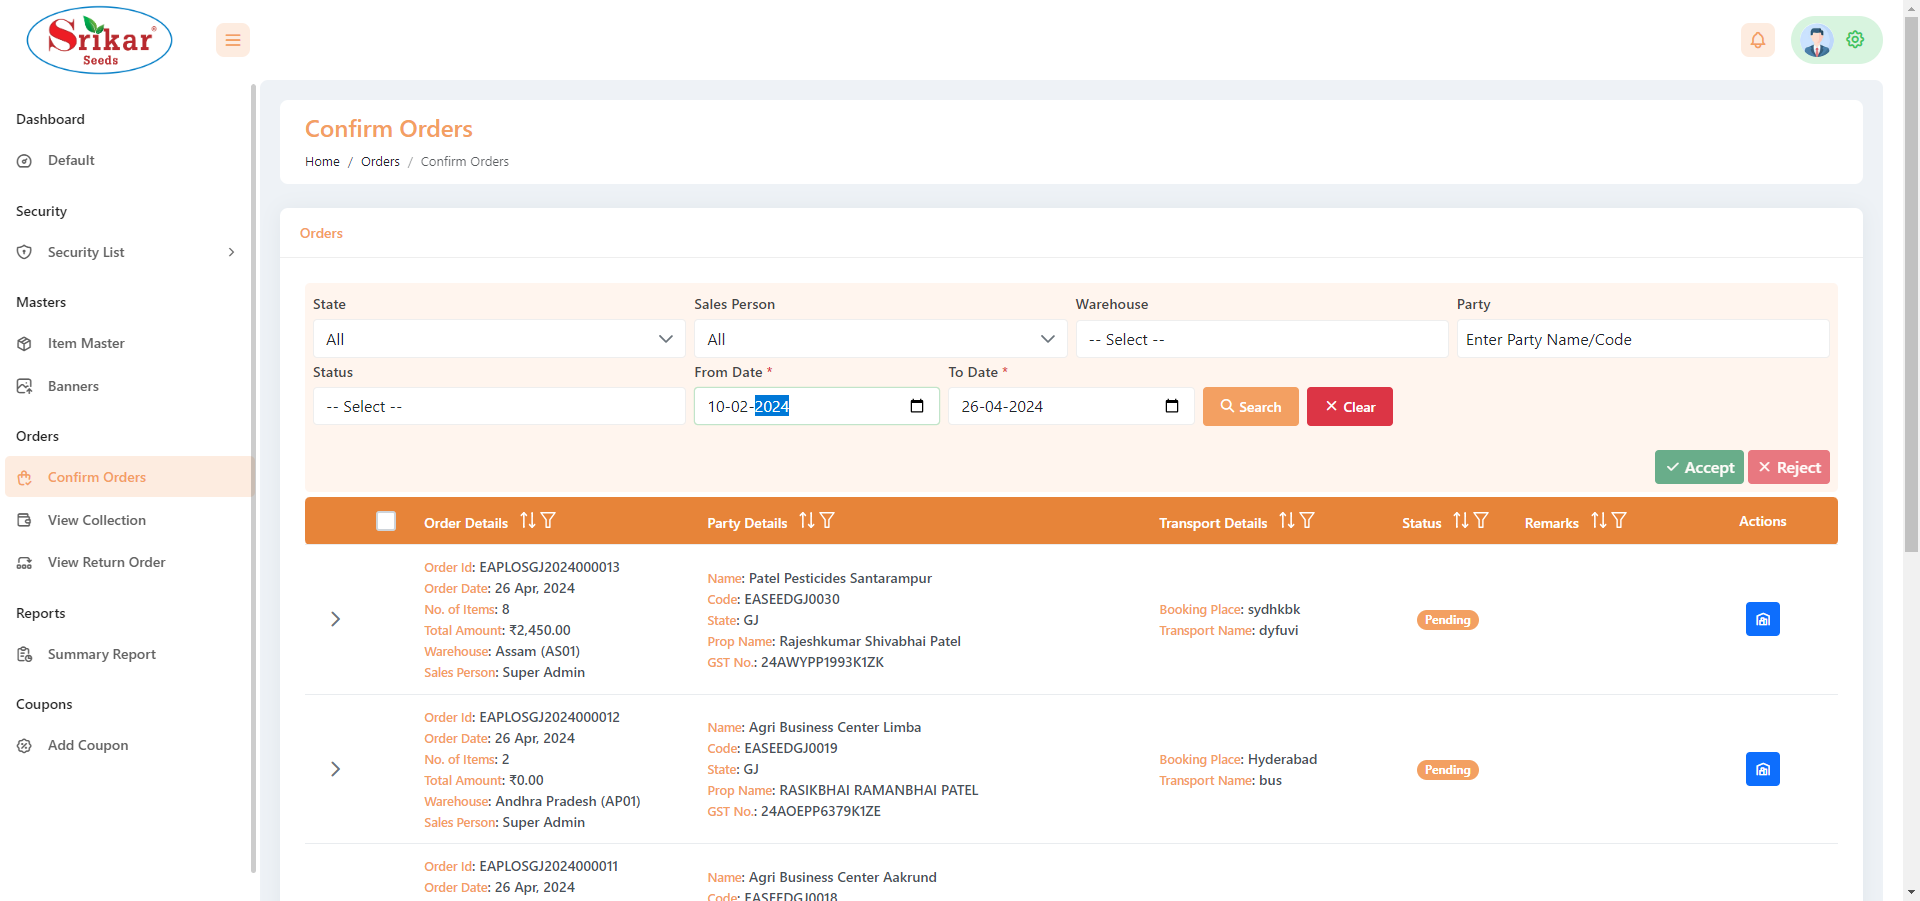 Srikar®
Seeds
Dashboard
Default
Security
Security List
Masters
Item Master
Banners
Orders
Confirm Orders
View Collection
View Return Order
Reports
Summary Report
Coupons
Add Coupon
Confirm Orders
Home / Orders / Confirm Orders
Orders
State Sales Person Warehouse Party
All All -- Select -- Enter Party Name/Code
Status From Date * To Date *
-- Select -- 10-02-2024 26-04-2024 Search Clear
Accept Reject
Order Details Party Details Transport Details Status Remarks Actions
Order Id: EAPLOSGJ2024000013
Order Date: 26 Apr, 2024
No. of Items: 8
Total Amount: ₹2,450.00
Warehouse: Assam (AS01)
Sales Person: Super Admin
Name: Patel Pesticides Santarampur
Code: EASEEDGJ0030
State: GJ
Prop Name: Rajeshkumar Shivabhai Patel
GST No.: 24AWYPP1993K1ZK
Booking Place: sydhkbk
Transport Name: dyfuvi
Pending
Order Id: EAPLOSGJ2024000012
Order Date: 26 Apr, 2024
No. of Items: 2
Total Amount: ₹0.00
Warehouse: Andhra Pradesh (AP01)
Sales Person: Super Admin
Name: Agri Business Center Limba
Code: EASEEDGJ0019
State: GJ
Prop Name: RASIKBHAI RAMANBHAI PATEL
GST No.: 24AOEPP6379K1ZE
Booking Place: Hyderabad
Transport Name: bus
Pending
Order Id: EAPLOSGJ2024000011
Order Date: 26 Apr, 2024
Name: Agri Business Center Aakrund
Code: EASEEDGJ0018